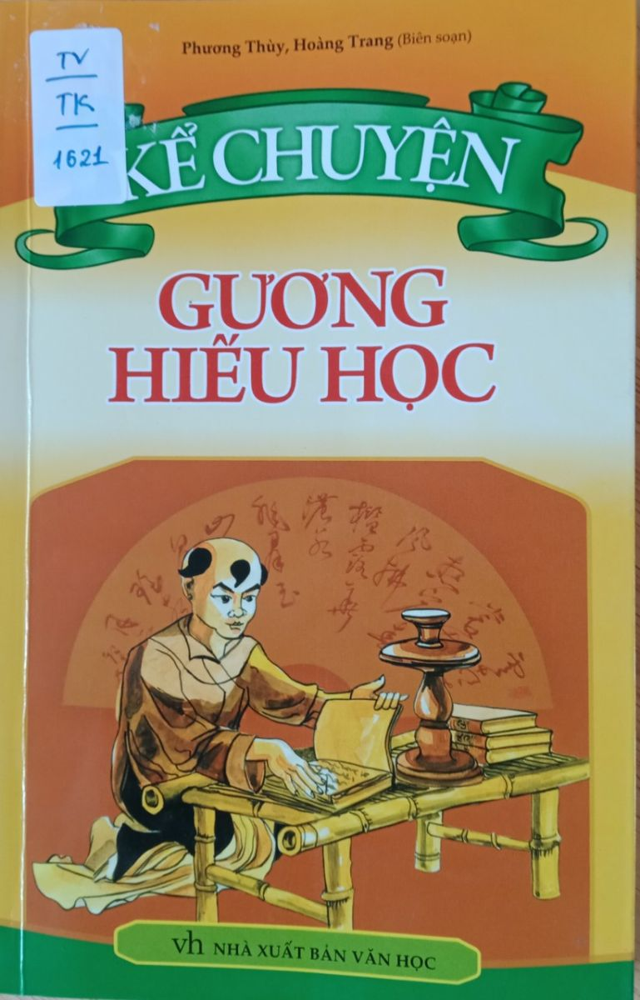 Phương Thùy, Hoàng Trang (Biên soạn)
TV
TK
1621
KỂ CHUYỆN
GƯƠNG
HIẾU HỌC
vh NHÀ XUẤT BẢN VĂN HỌC